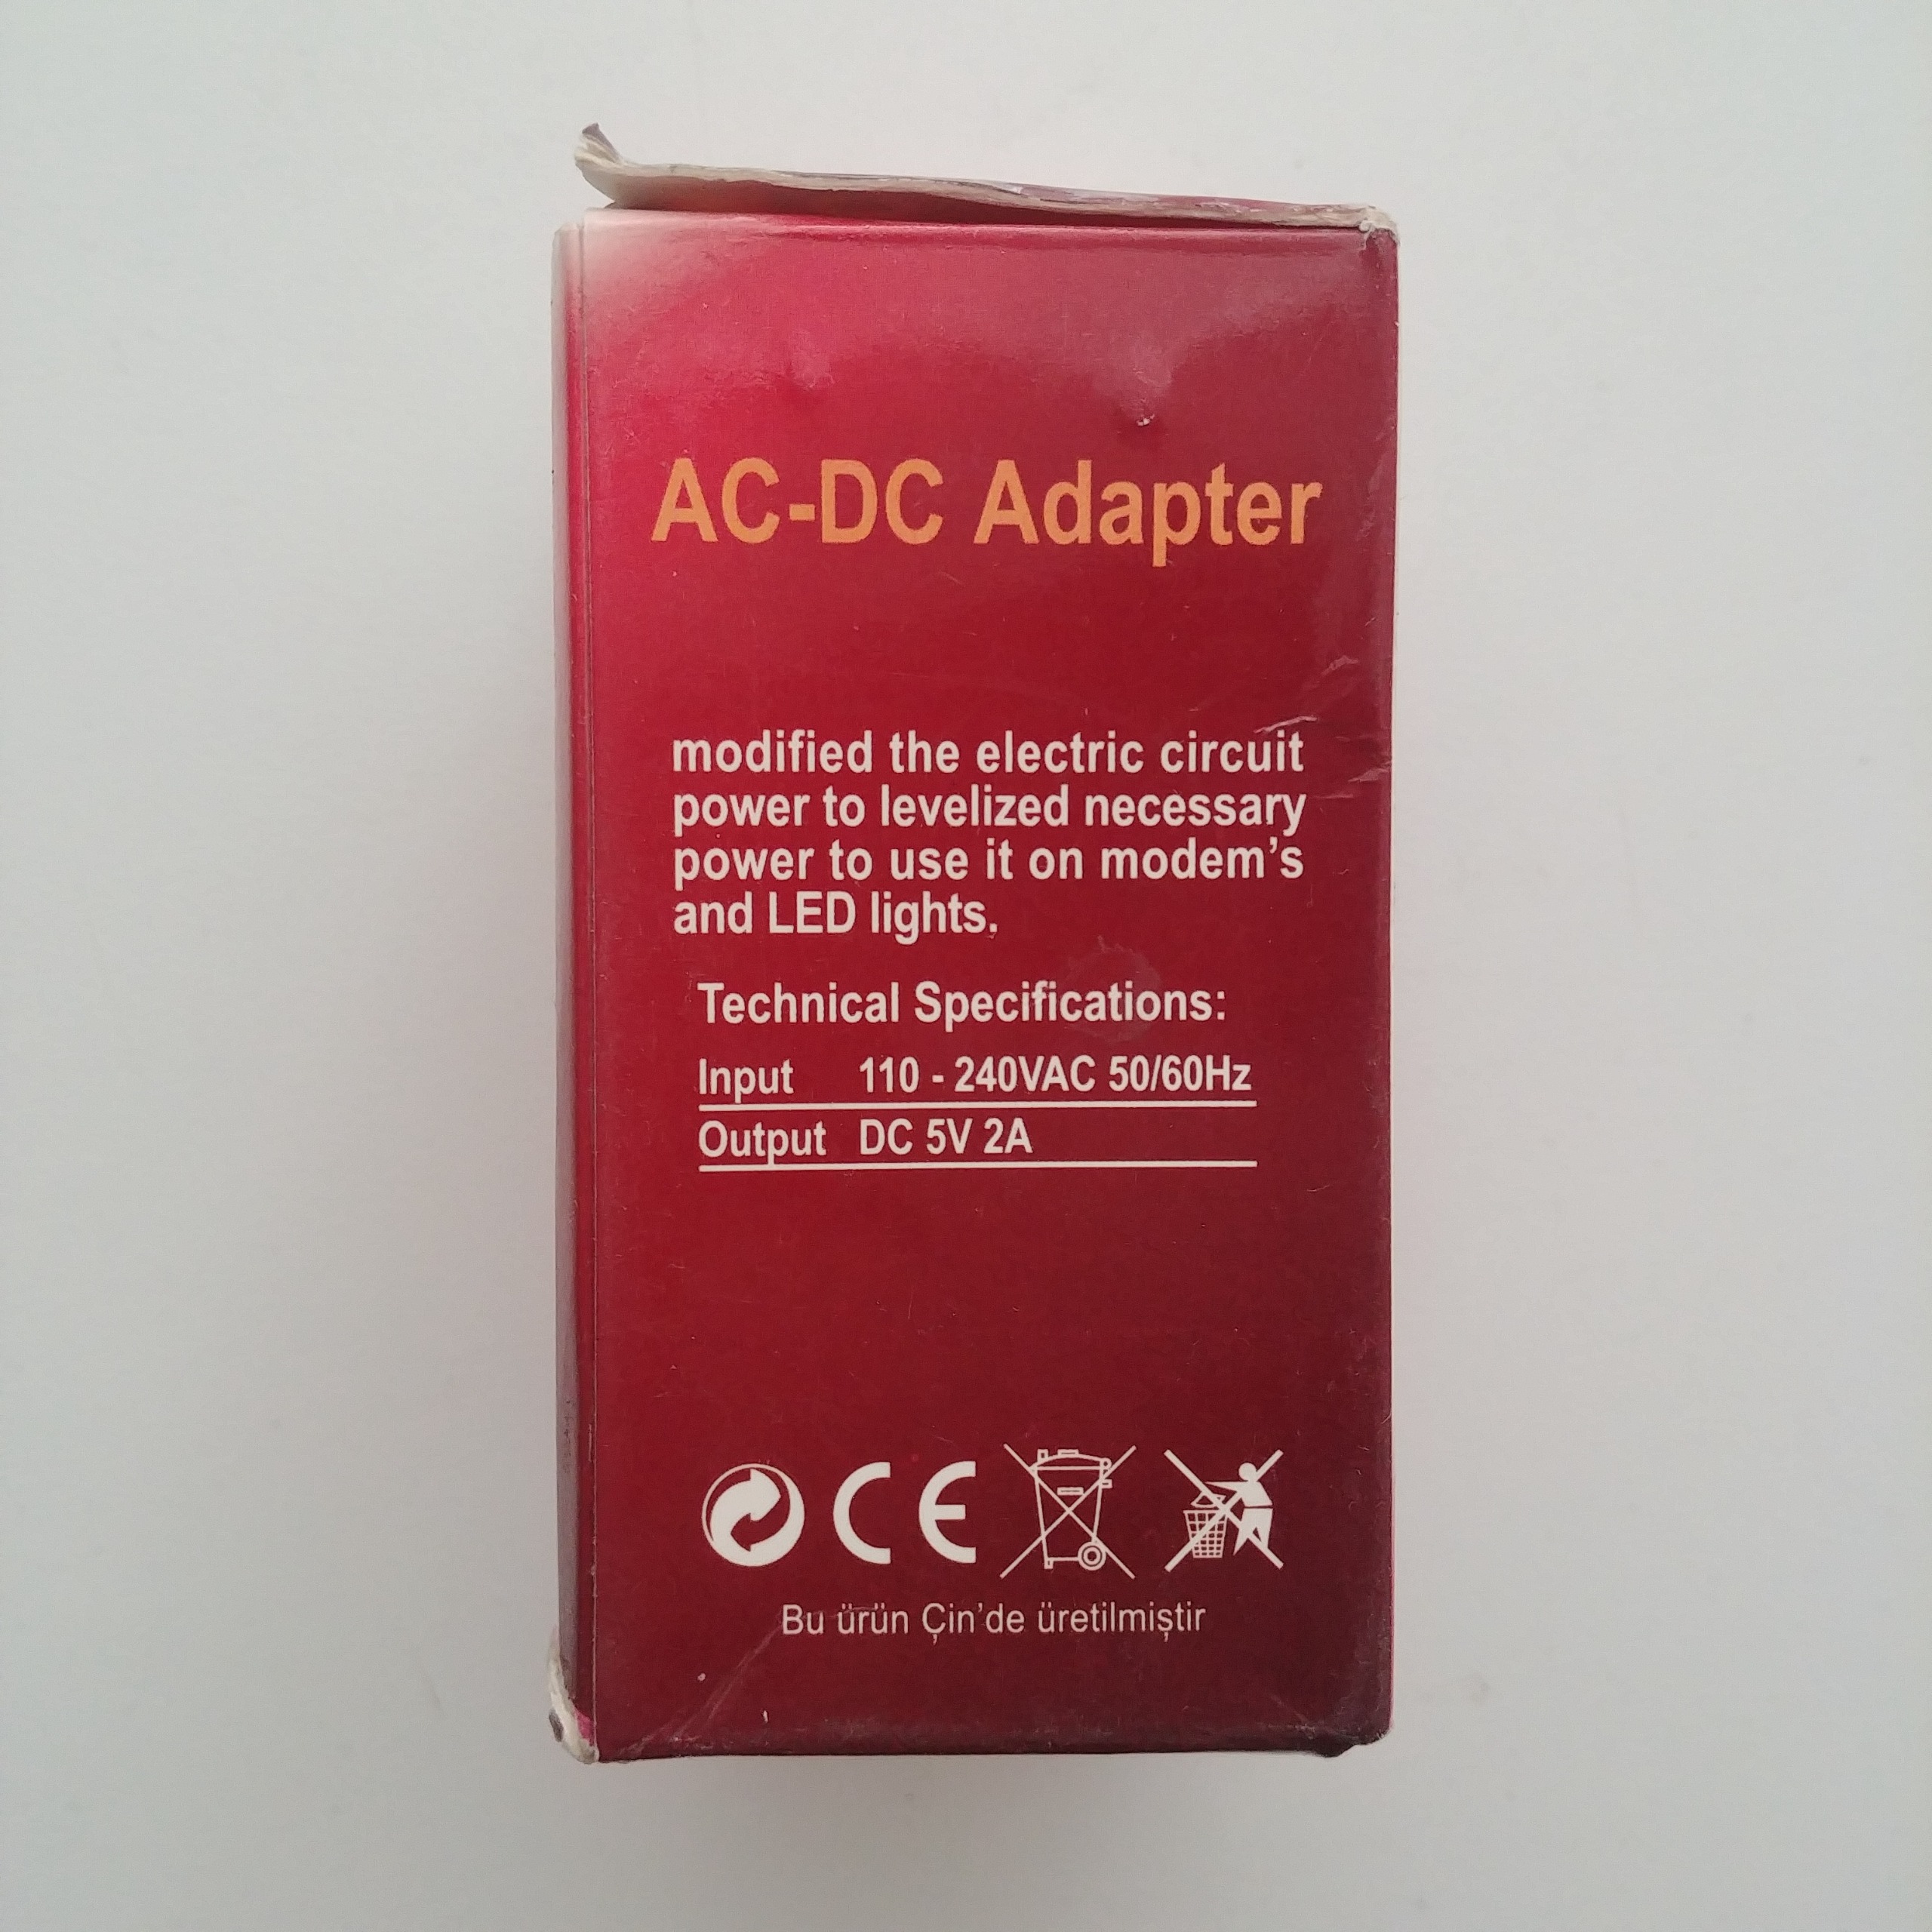 AC-DC Adapter
modified the electric circuit
power to levelized necessary
power to use it on modem’s
and LED lights.
Technical Specifications:
Input 110 - 240VAC 50/60Hz
Output DC 5V 2A
CE
Bu ürün Çin’de üretilmiştir